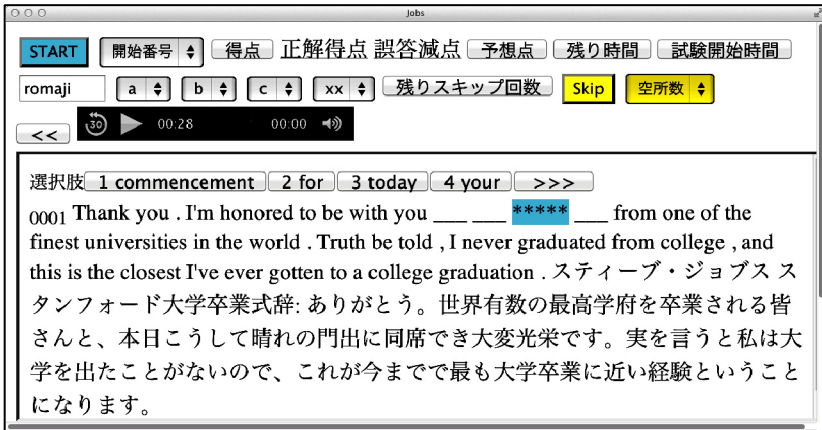 Jobs
START 開始番号 得点 正解得点 誤答減点 予想点 残り時間 試験開始時間
romaji a b c xx 残りスキップ回数 Skip 空所数
<< 30 00:28 00:00
選択肢 1 commencement 2 for 3 today 4 your >>>
0001 Thank you . I'm honored to be with you ___ ___ ***** ___ from one of the
finest universities in the world . Truth be told , I never graduated from college , and
this is the closest I've ever gotten to a college graduation . スティーブ・ジョブス ス
タンフォード大学卒業式辞: ありがとう。世界有数の最高学府を卒業される皆
さんと、本日こうして晴れの門出に同席でき大変光栄です。実を言うと私は大
学を出たことがないので、これが今までで最も大学卒業に近い経験ということ
になります。